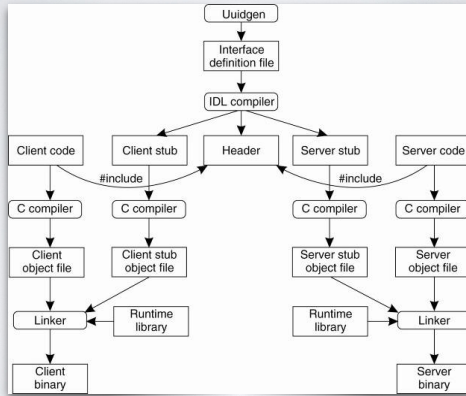 Uuidgen
Interface
definition file
IDL compiler
Client code
Client stub
Header
Server stub
Server code
#include
#include
C compiler
C compiler
C compiler
C compiler
Client
object file
Client stub
object file
Server stub
object file
Server
object file
Linker
Runtime
library
Runtime
library
Linker
Client
binary
Server
binary